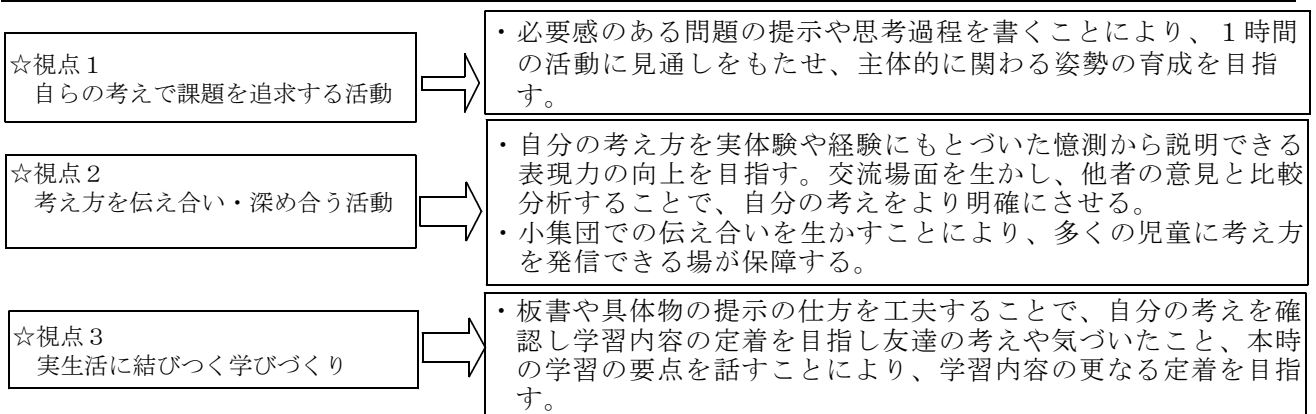 ☆視点１
自らの考えで課題を追求する活動
・必要感のある問題の提示や思考過程を書くことにより、１時間
の活動に見通しをもたせ、主体的に関わる姿勢の育成を目指
す。
☆視点２
考え方を伝え合い・深め合う活動
・自分の考え方を実体験や経験にもとづいた憶測から説明できる
表現力の向上を目指す。交流場面を生かし、他者の意見と比較
分析することで、自分の考えをより明確にさせる。
・小集団での伝え合いを生かすことにより、多くの児童に考え方
を発信できる場が保障する。
☆視点３
実生活に結びつく学びづくり
・板書や具体物の提示の仕方を工夫することで、自分の考えを確
認し学習内容の定着を目指し友達の考えや気づいたこと、本時
の学習の要点を話すことにより、学習内容の更なる定着を目指
す。